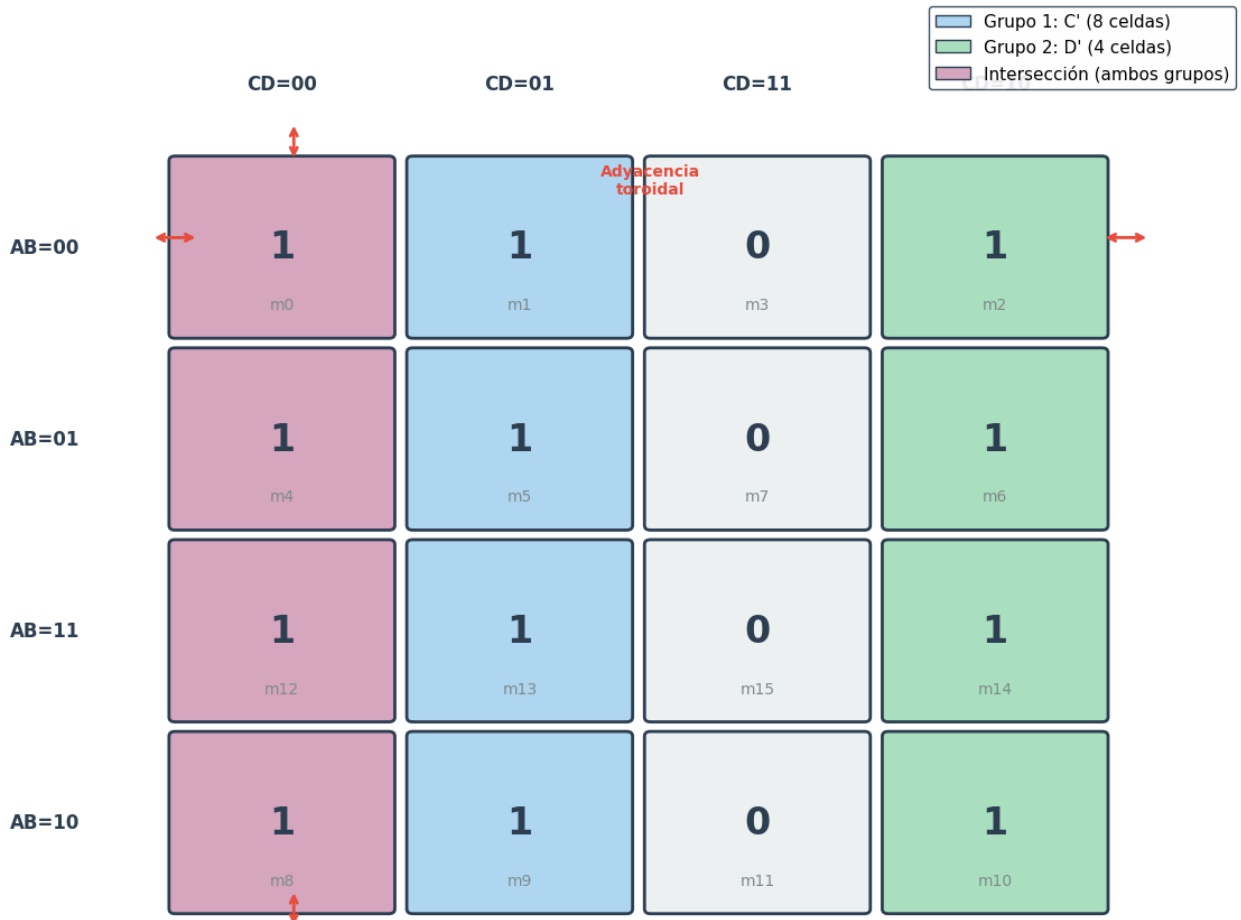 Grupo 1: C' (8 celdas)
Grupo 2: D' (4 celdas)
Intersección (ambos grupos)
CD=00 CD=01 CD=11 CD=10
Adyacencia
toroidal
AB=00 1 1 0 1
m0 m1 m3 m2
AB=01 1 1 0 1
m4 m5 m7 m6
AB=11 1 1 0 1
m12 m13 m15 m14
AB=10 1 1 0 1
m8 m9 m11 m10